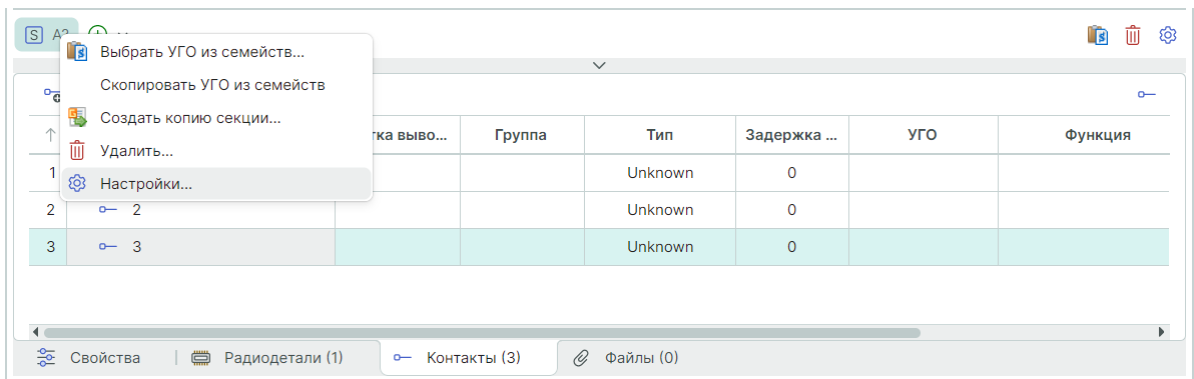 S A
Выбрать УГО из семейств...
Скопировать УГО из семейств
Создать копию секции...
Удалить...
Настройки...
тка выво... Группа Тип Задержка ... УГО Функция
1 Unknown 0
2 2 Unknown 0
3 3 Unknown 0
Свойства Радиодетали (1) Контакты (3) Файлы (0)